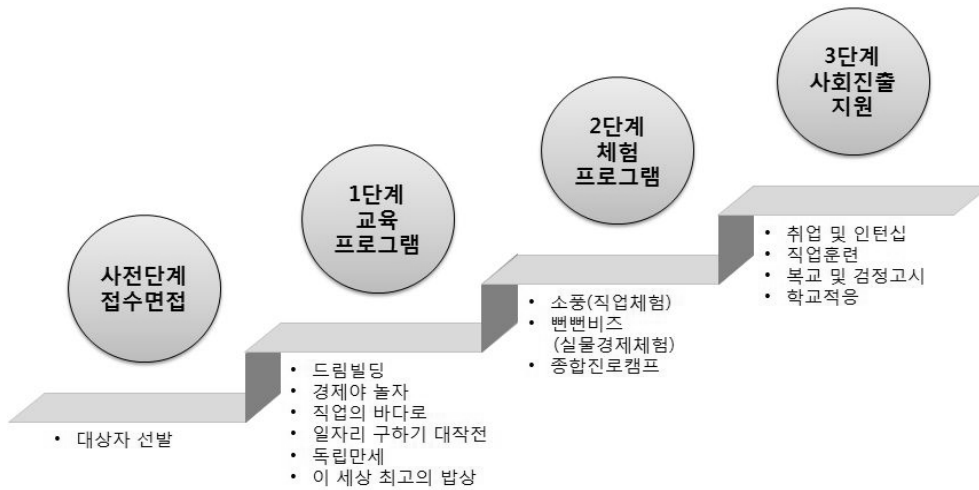 사전단계
접수면접
• 대상자 선발
1단계
교육
프로그램
• 드림빌딩
• 경제야 놀자
• 직업의 바다로
• 일자리 구하기 대작전
• 독립만세
• 이 세상 최고의 밥상
2단계
체험
프로그램
• 소풍(직업체험)
• 뻔뻔비즈
(실물경제체험)
• 종합진로캠프
3단계
사회진출
지원
• 취업 및 인턴십
• 직업훈련
• 복교 및 검정고시
• 학교적응